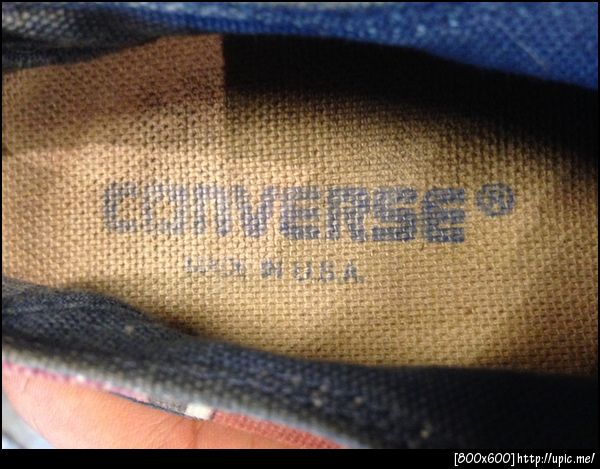 CONVERSE®
MADE IN U.S.A.
[800x600]http://upic.me/